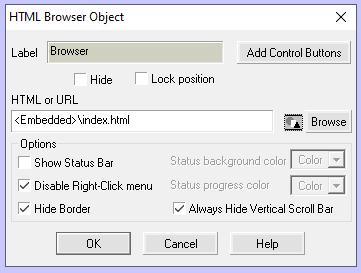 HTML Browser Object
Label Browser Add Control Buttons
Hide Lock position
HTML or URL
<Embedded>\index.html Browse
Options
Show Status Bar Status background color Color
Disable Right-Click menu Status progress color Color
Hide Border Always Hide Vertical Scroll Bar
OK Cancel Help